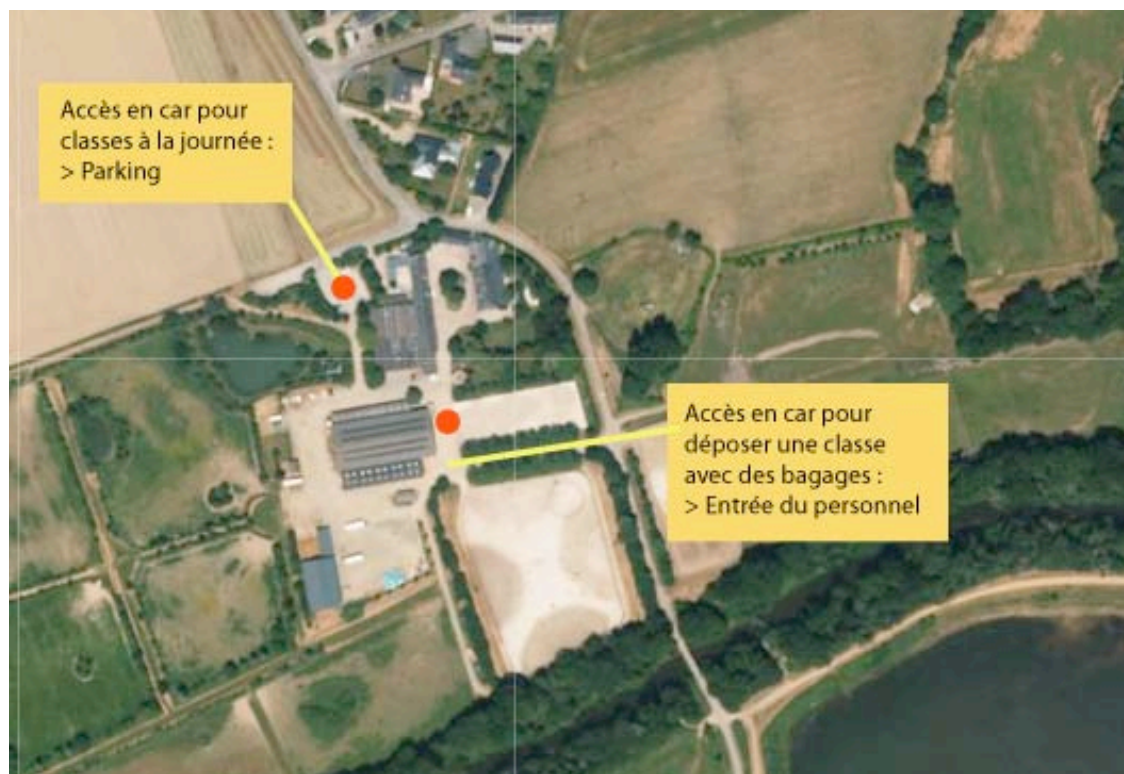 Accès en car pour
classes à la journée :
> Parking
Accès en car pour
déposer une classe
avec des bagages :
> Entrée du personnel